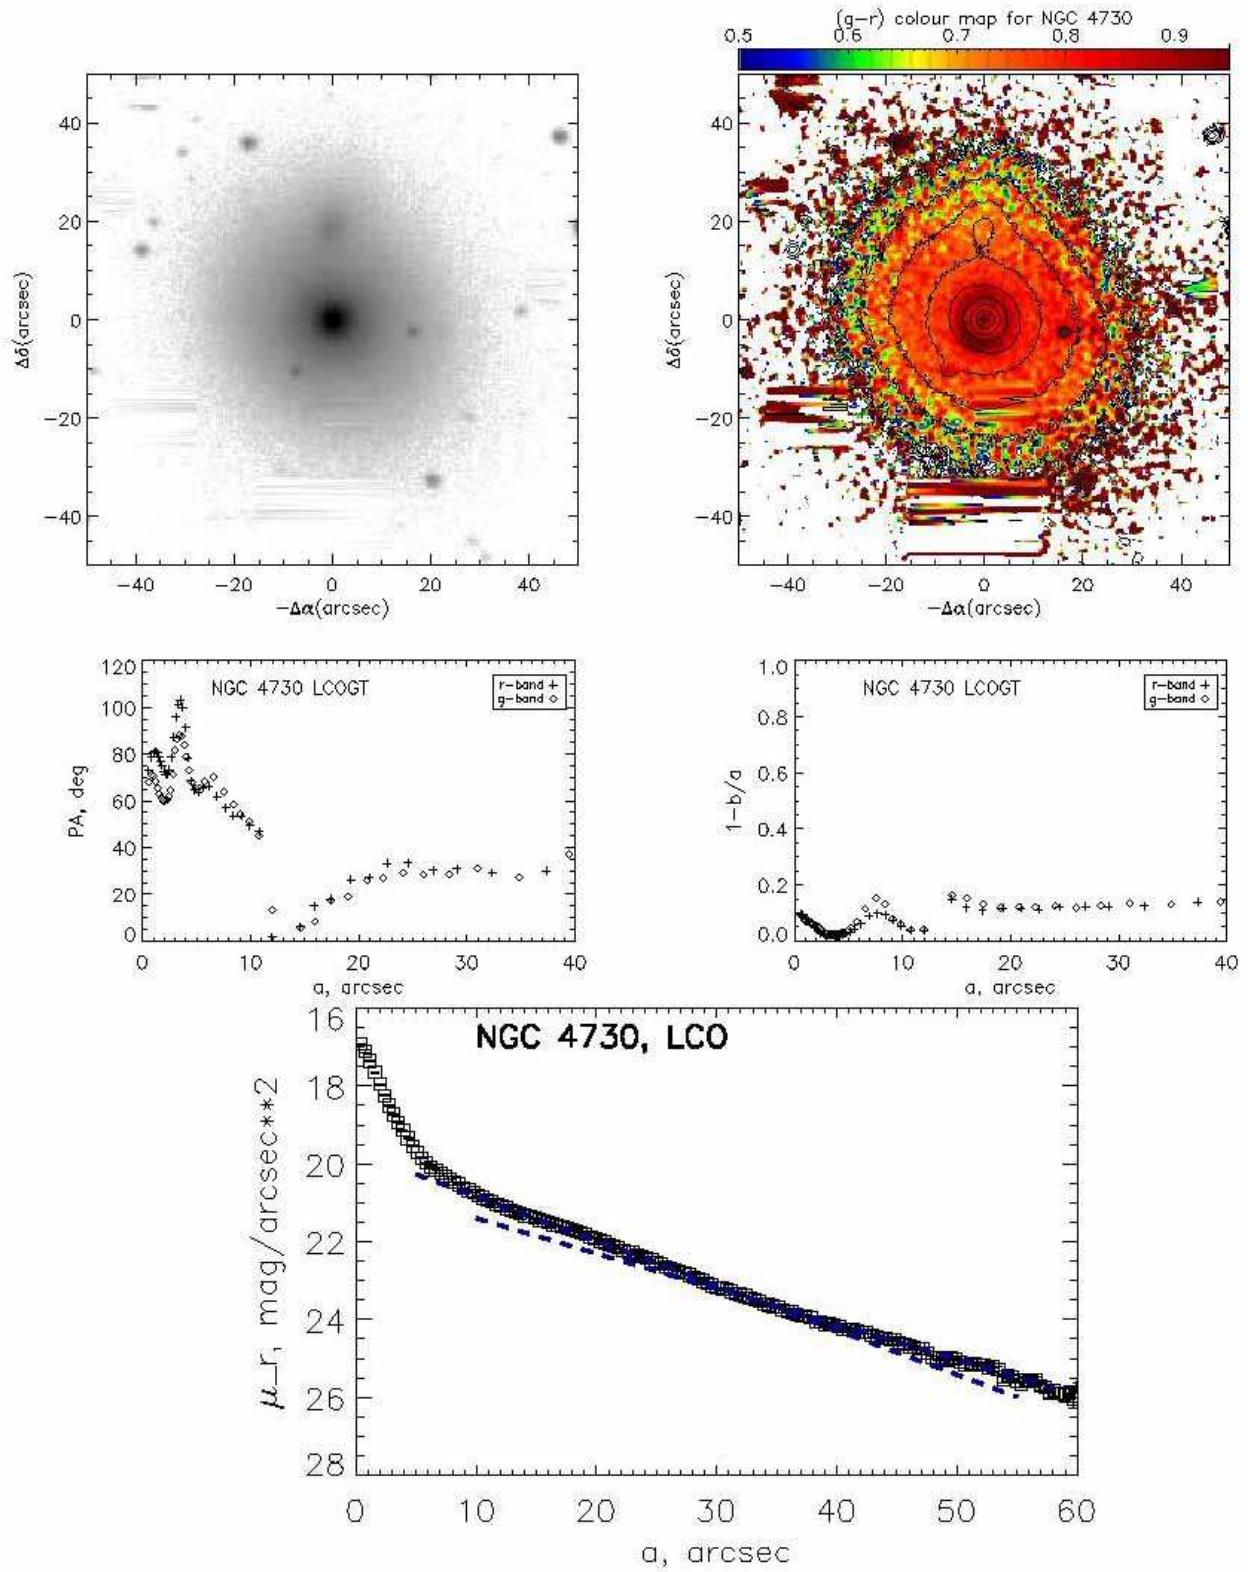 (g-r) colour map for NGC 4730
0.5 0.6 0.7 0.8 0.9
40
20
0
-20
-40
Δδ(arcsec)
-40 -20 0 20 40
-Δα(arcsec)
40
20
0
-20
-40
Δδ(arcsec)
-40 -20 0 20 40
-Δα(arcsec)
NGC 4730 LCOGT
r-band +
g-band ◇
120
100
80
60
40
20
0
PA, deg
0 10 20 30 40
a, arcsec
NGC 4730 LCOGT
r-band +
g-band ◇
1.0
0.8
0.6
0.4
0.2
0.0
1-b/a
0 10 20 30 40
a, arcsec
NGC 4730, LCO
16
18
20
22
24
26
28
μ_r, mag/arcsec**2
0 10 20 30 40 50 60
a, arcsec